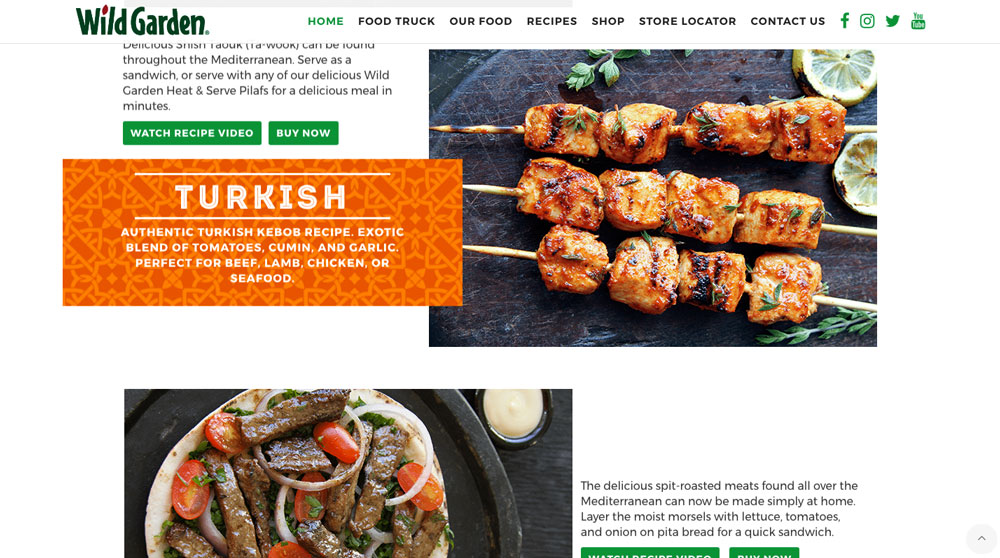 Wild Garden®
HOME FOOD TRUCK OUR FOOD RECIPES SHOP STORE LOCATOR CONTACT US
You Tube
Delicious Shish Taouk (Ta-wook) can be found
throughout the Mediterranean. Serve as a
sandwich, or serve with any of our delicious Wild
Garden Heat & Serve Pilafs for a delicious meal in
minutes.
WATCH RECIPE VIDEO BUY NOW
TURKISH
AUTHENTIC TURKISH KEBOB RECIPE. EXOTIC
BLEND OF TOMATOES, CUMIN, AND GARLIC.
PERFECT FOR BEEF, LAMB, CHICKEN, OR
SEAFOOD.
The delicious spit-roasted meats found all over the
Mediterranean can now be made simply at home.
Layer the moist morsels with lettuce, tomatoes,
and onion on pita bread for a quick sandwich.
WATCH RECIPE VIDEO BUY NOW